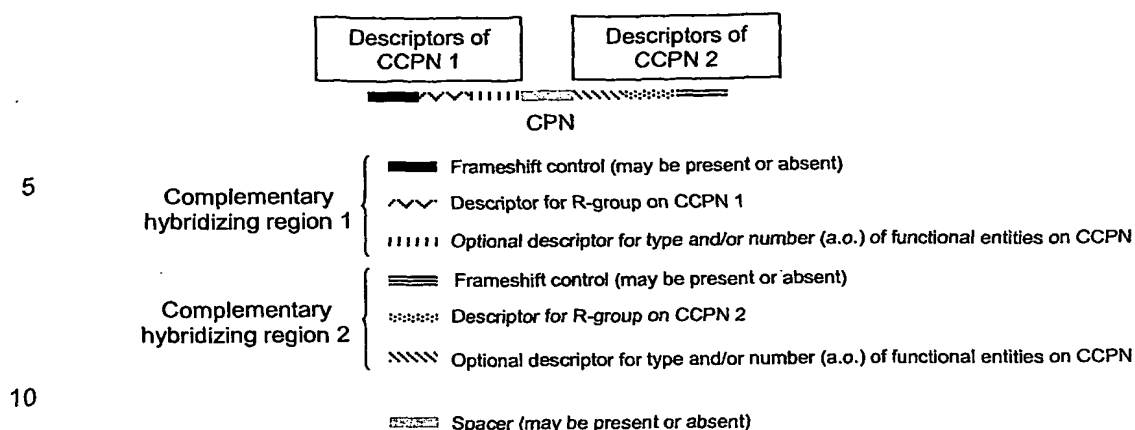 Descriptors of CCPN 1
Descriptors of CCPN 2
CPN
5
Complementary hybridizing region 1
Frameshift control (may be present or absent)
Descriptor for R-group on CCPN 1
Optional descriptor for type and/or number (a.o.) of functional entities on CCPN
Complementary hybridizing region 2
Frameshift control (may be present or absent)
Descriptor for R-group on CCPN 2
Optional descriptor for type and/or number (a.o.) of functional entities on CCPN
10
Spacer (may be present or absent)